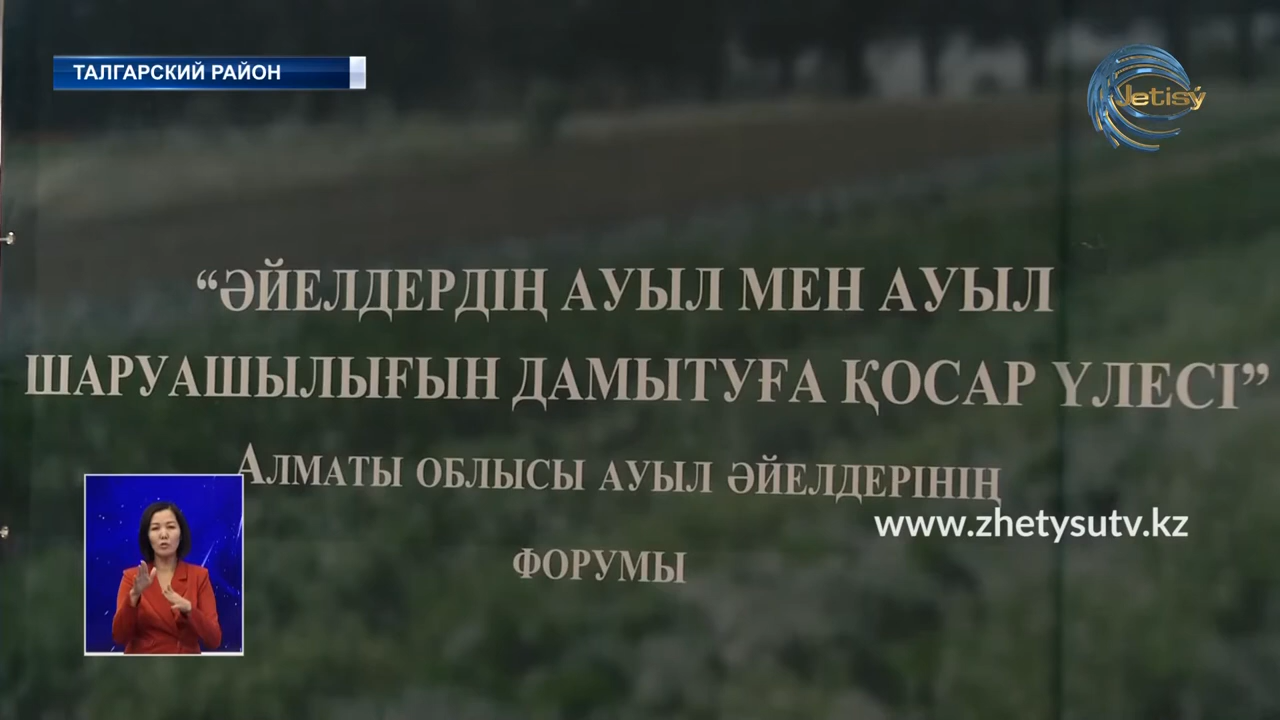 ТАЛГАРСКИЙ РАЙОН
Jetisý
“ӘЙЕЛДЕРДІҢ АУЫЛ МЕН АУЫЛ
ШАРУАШЫЛЫҒЫН ДАМЫТУҒА ҚОСАР ҮЛЕСІ”
АЛМАТЫ ОБЛЫСЫ АУЫЛ ӘЙЕЛДЕРІНІҢ
www.zhetysutv.kz
ФОРУМЫ